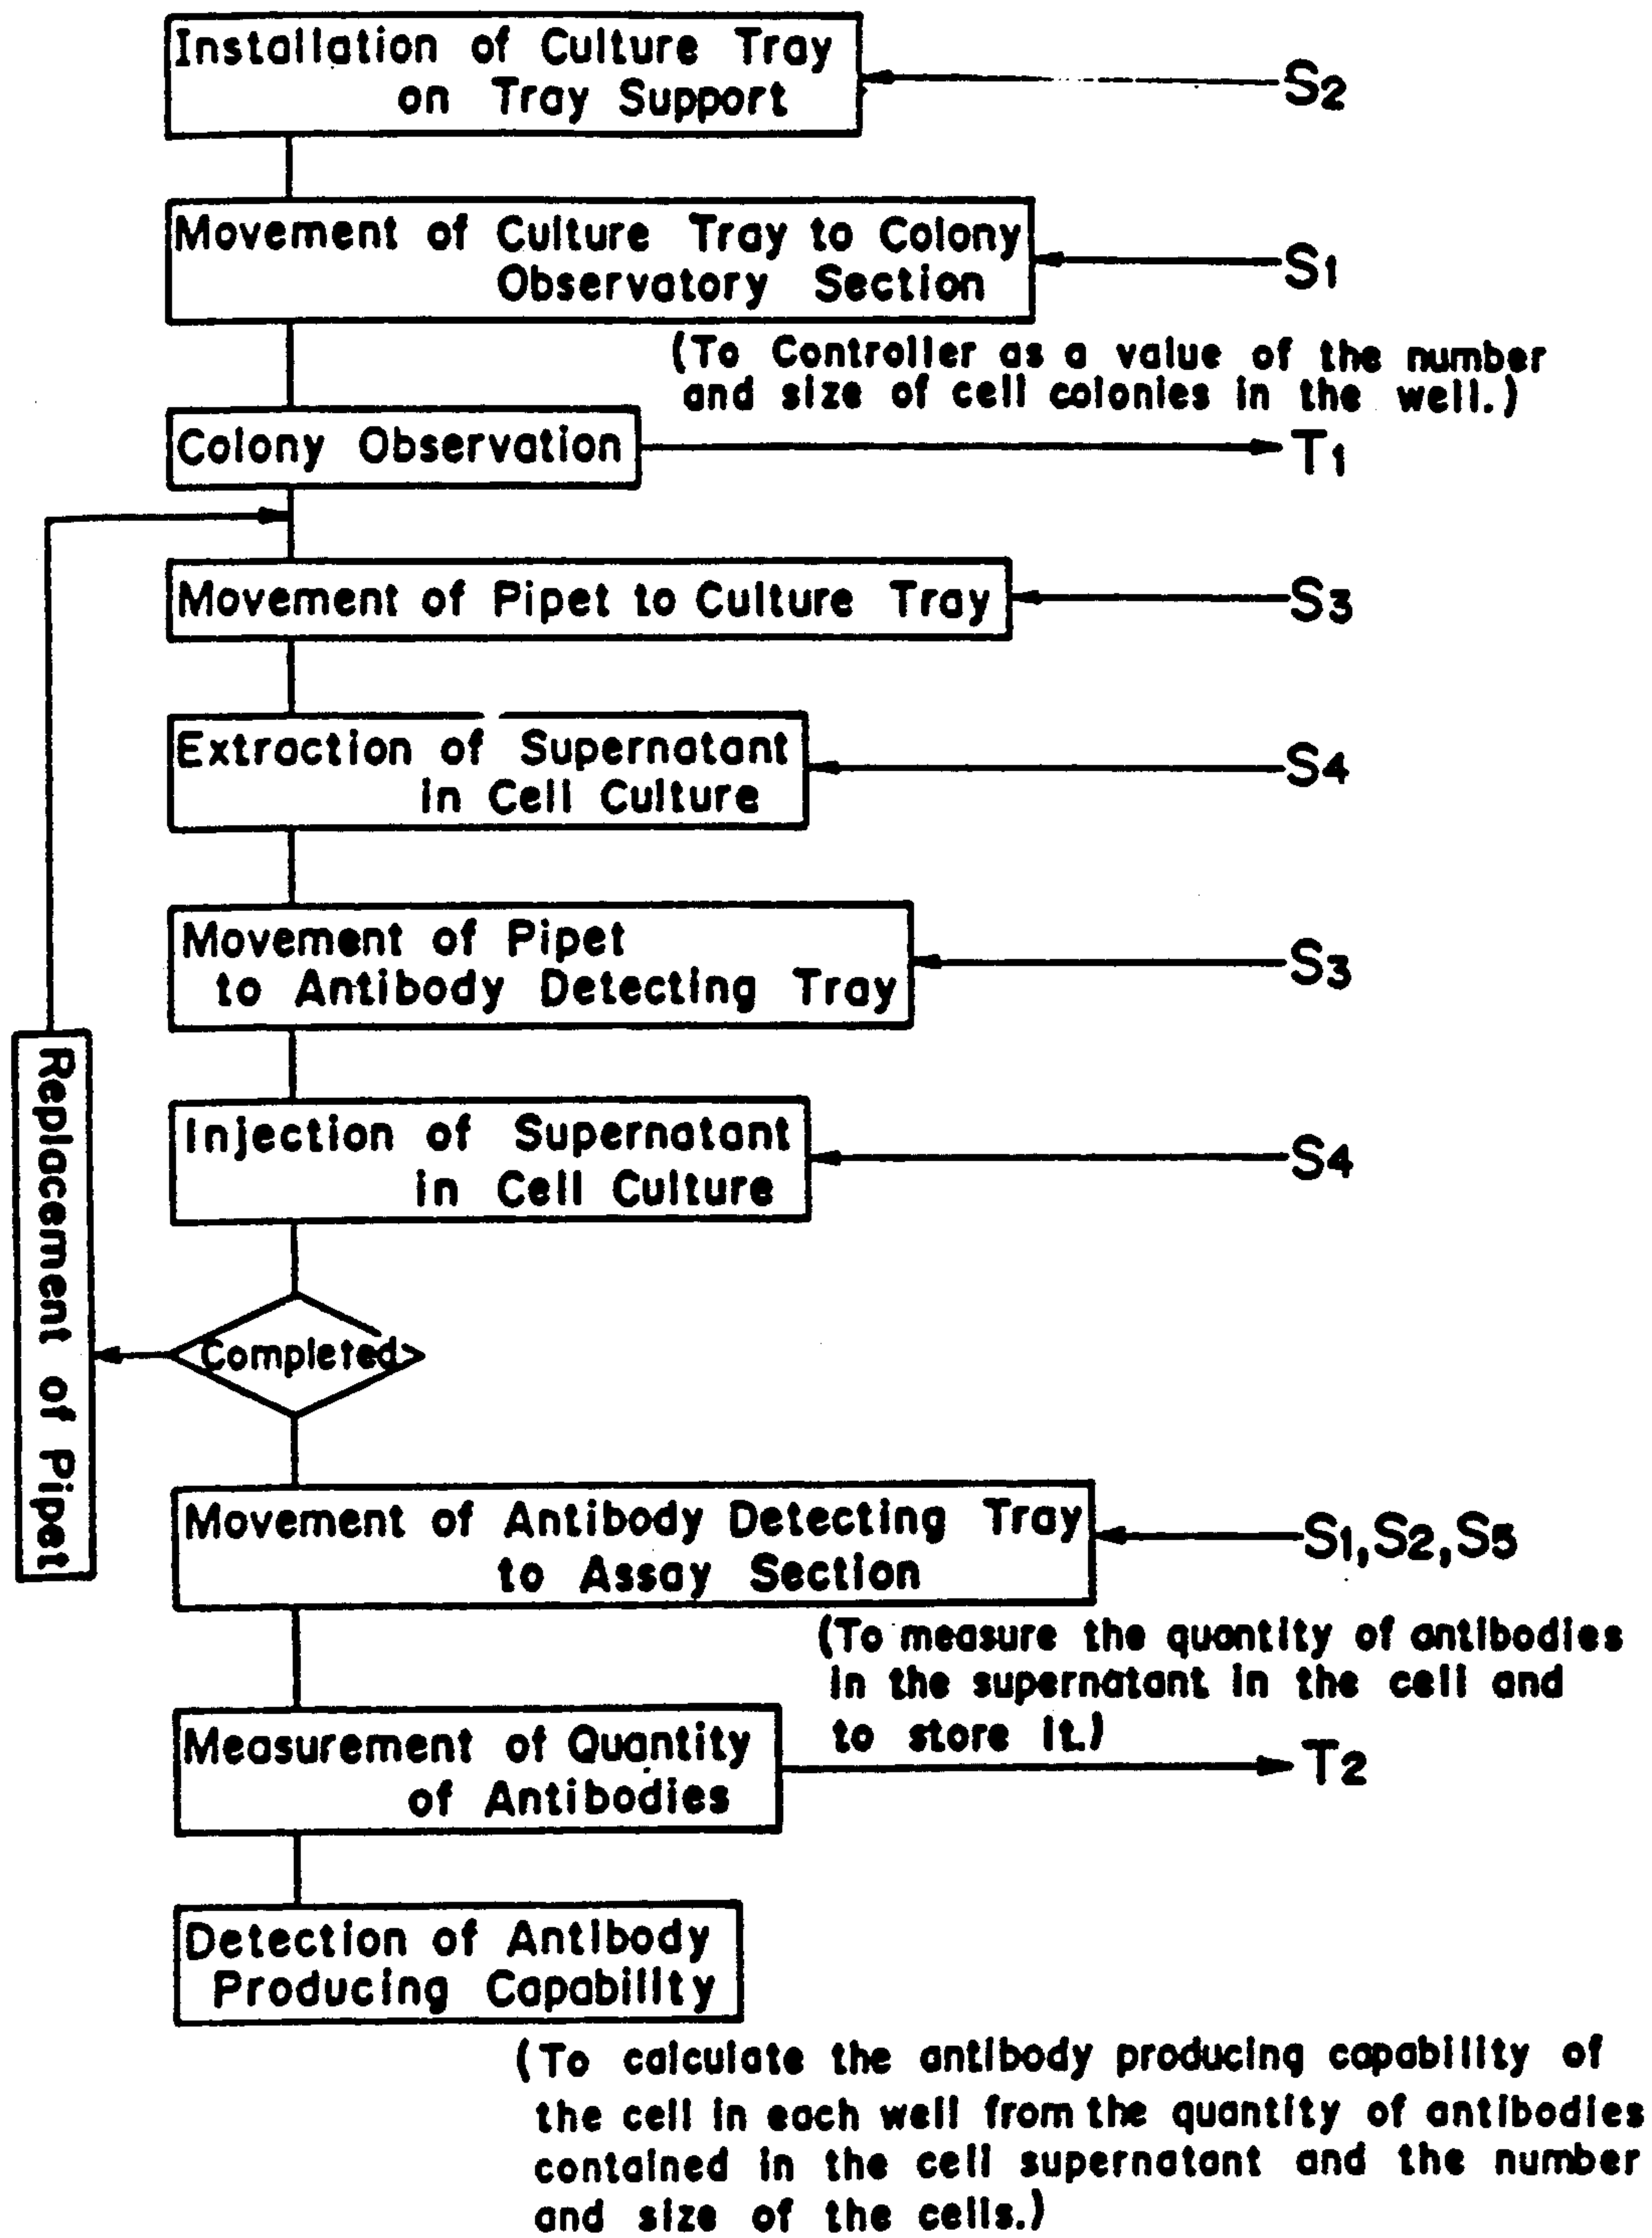 Installation of Culture Tray
on Tray Support
S2
Movement of Culture Tray to Colony
Observatory Section
S1
(To Controller as a value of the number
and size of cell colonies in the well.)
Colony Observation
T1
Movement of Pipet to Culture Tray
S3
Extraction of Supernatant
in Cell Culture
S4
Movement of Pipet
to Antibody Detecting Tray
S3
Replacement of Pipet
Injection of Supernatant
in Cell Culture
S4
Completed
Movement of Antibody Detecting Tray
to Assay Section
S1,S2,S5
(To measure the quantity of antibodies
in the supernatant in the cell and
to store it.)
Measurement of Quantity
of Antibodies
T2
Detection of Antibody
Producing Capability
(To calculate the antibody producing capability of
the cell in each well from the quantity of antibodies
contained in the cell supernatant and the number
and size of the cells.)